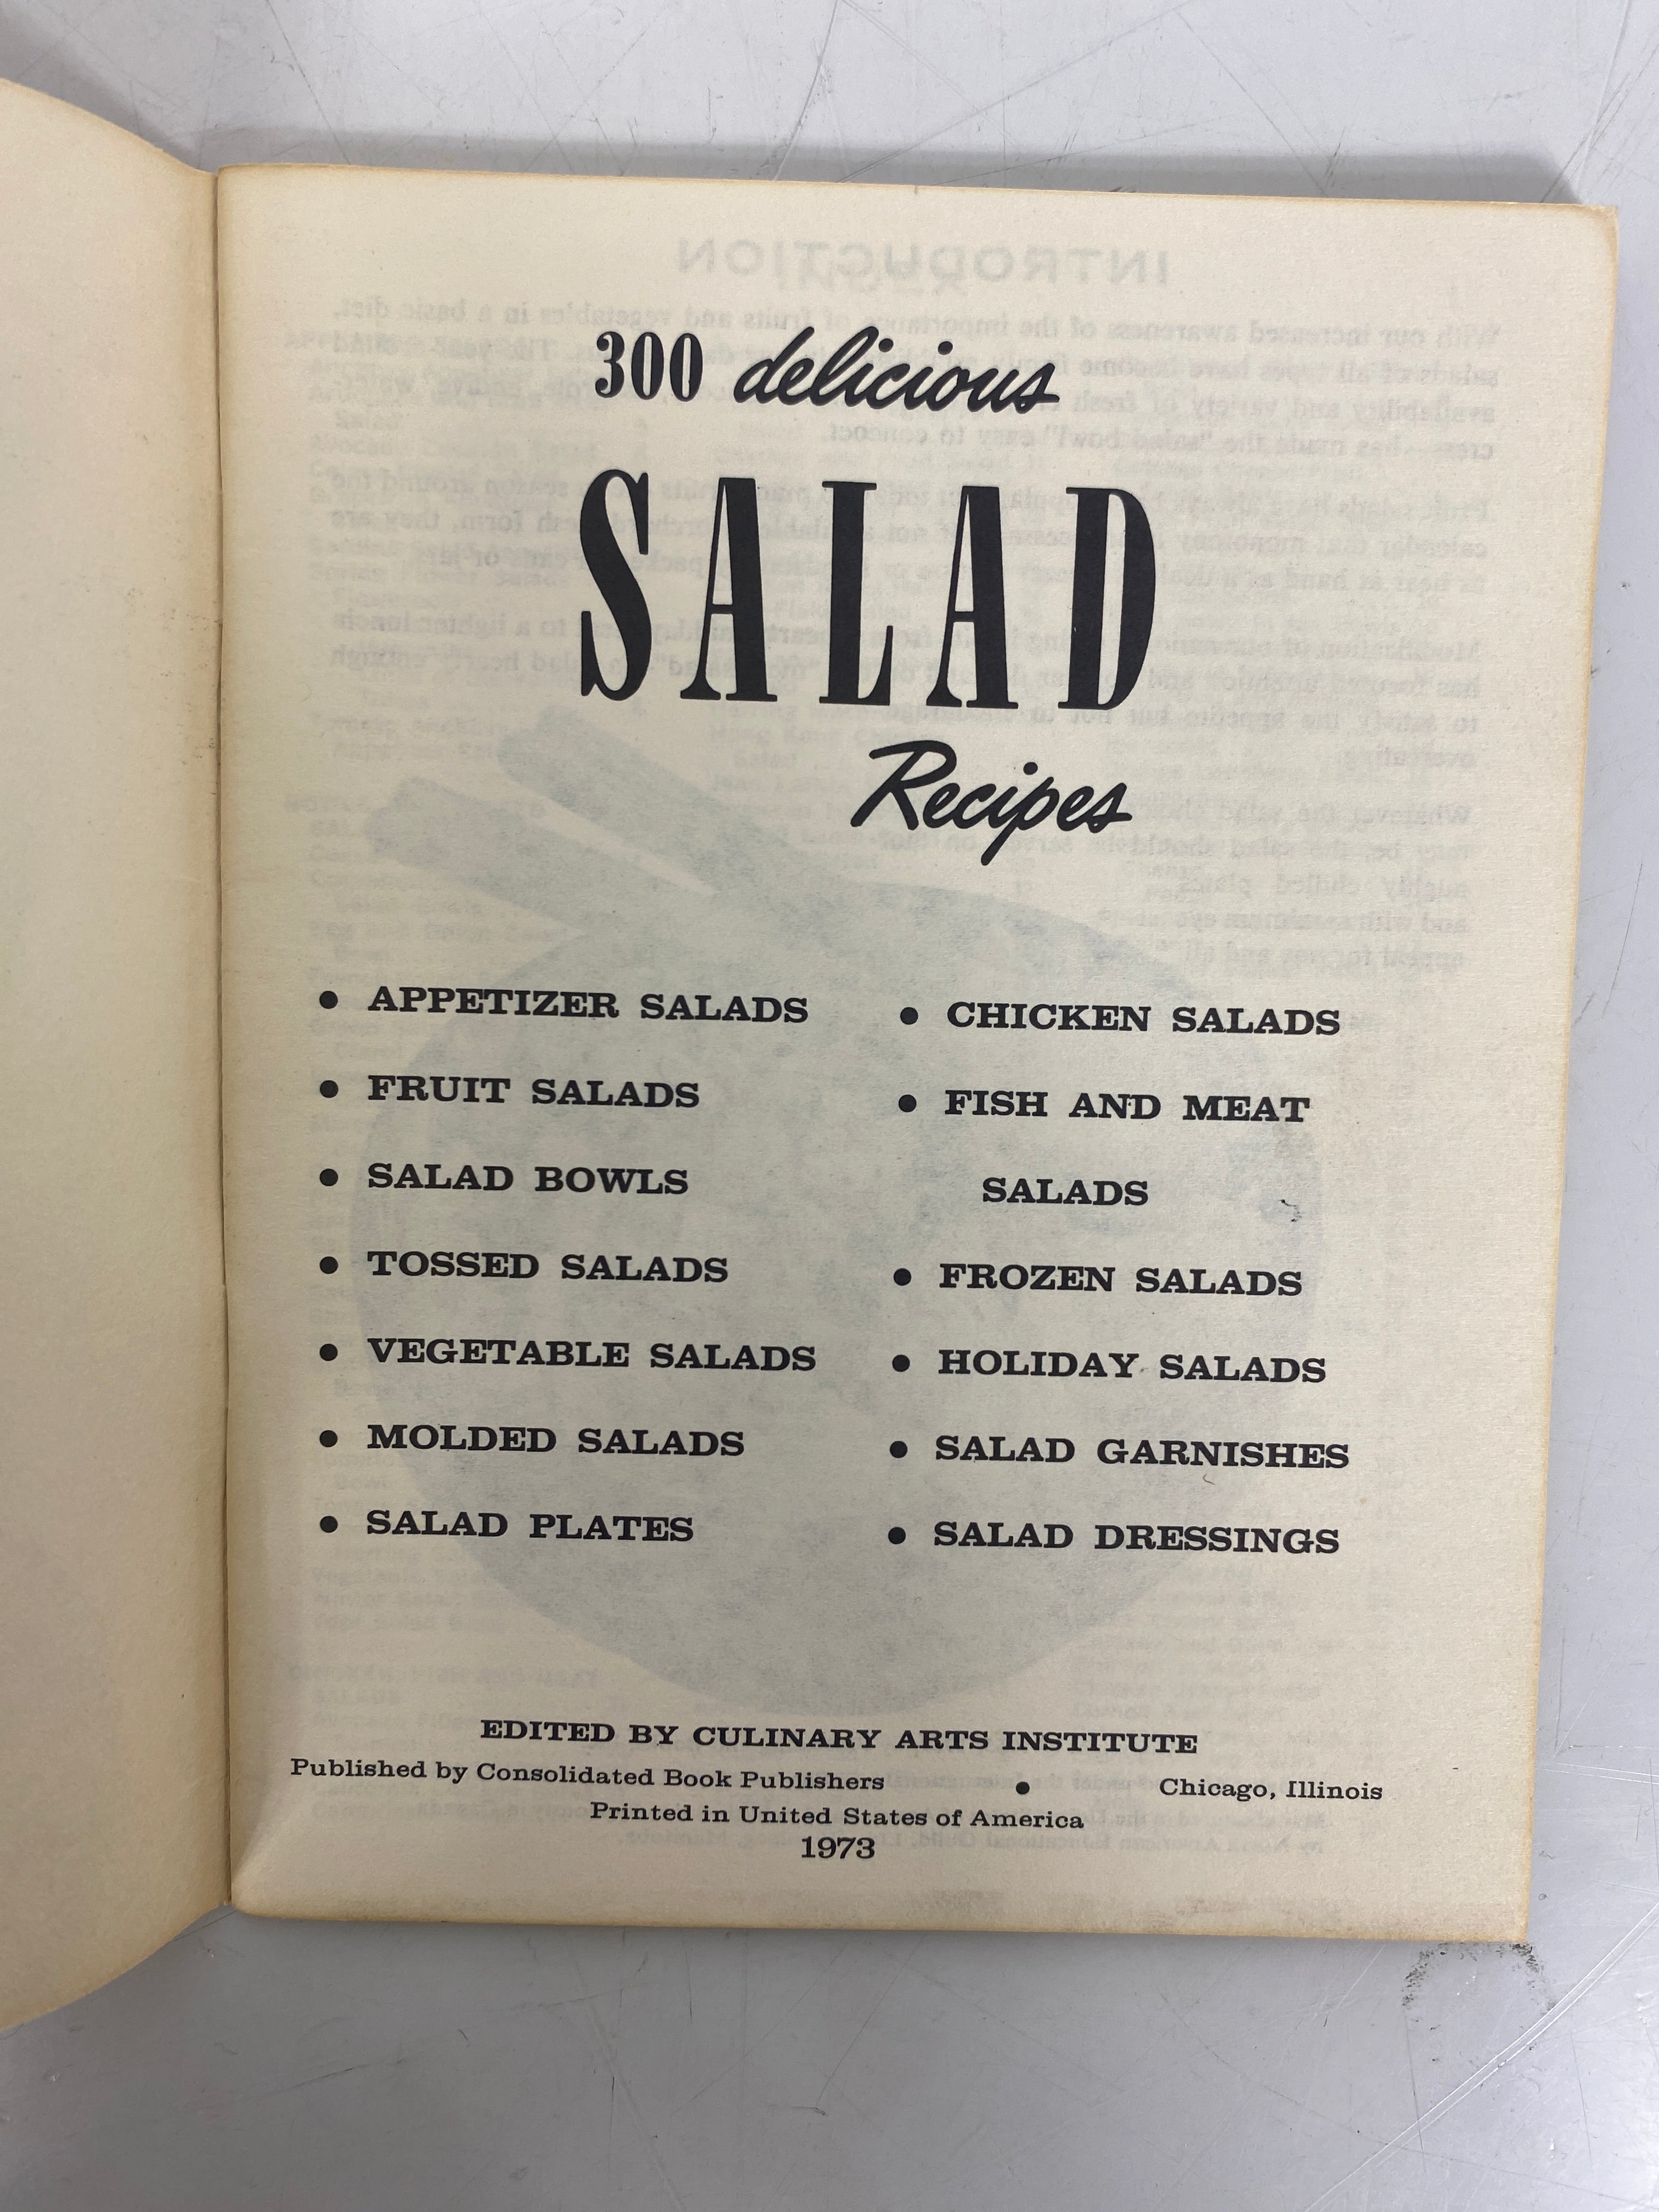 300 delicious
SALAD
Recipes
• APPETIZER SALADS
• FRUIT SALADS
• SALAD BOWLS
• TOSSED SALADS
• VEGETABLE SALADS
• MOLDED SALADS
• SALAD PLATES
• CHICKEN SALADS
• FISH AND MEAT
SALADS
• FROZEN SALADS
• HOLIDAY SALADS
• SALAD GARNISHES
• SALAD DRESSINGS
EDITED BY CULINARY ARTS INSTITUTE
Published by Consolidated Book Publishers • Chicago, Illinois
Printed in United States of America
1973